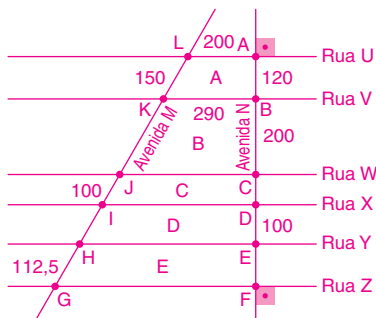 L 200 A Rua U
150 A 120
K 290 B Rua V
Avenida M B Avenida N 200
J C Rua W
100 C
I D Rua X
D 100
H E Rua Y
112,5 E
G F Rua Z